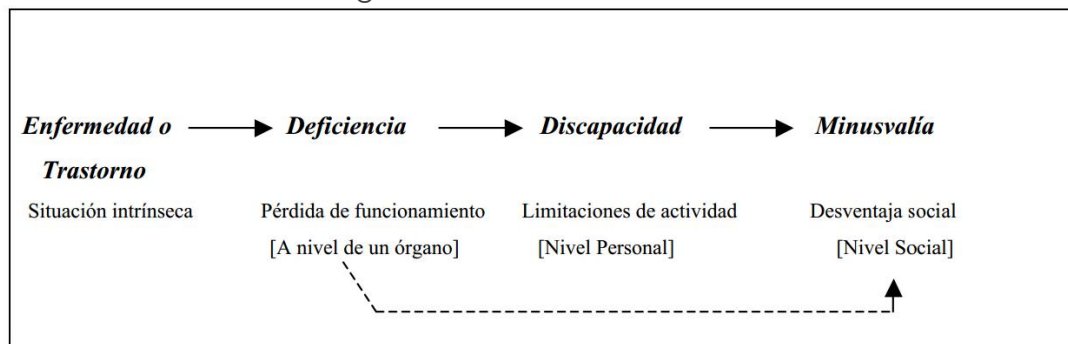 Enfermedad o Deficiencia Discapacidad Minusvalía
Trastorno
Situación intrínseca Pérdida de funcionamiento Limitaciones de actividad Desventaja social
[A nivel de un órgano] [Nivel Personal] [Nivel Social]